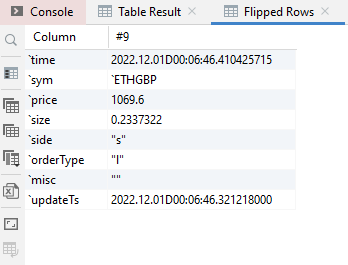 Console Table Result Flipped Rows
Column #9
`time 2022.12.01D00:06:46.410425715
`sym `ETHGBP
`price 1069.6
`size 0.2337322
`side "s"
`orderType "l"
`misc ""
`updateTs 2022.12.01D00:06:46.321218000